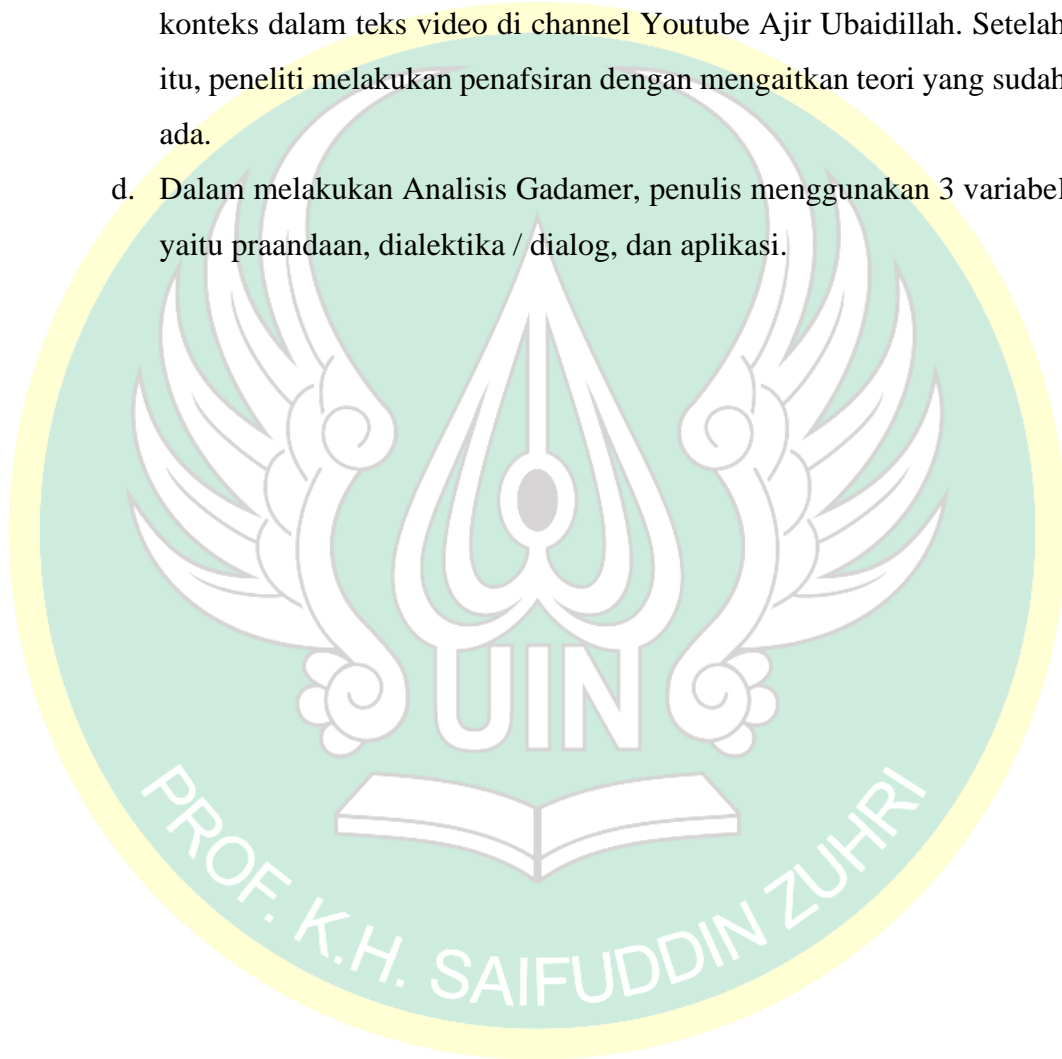 konteks dalam teks video di channel Youtube Ajir Ubaidillah. Setelah
itu, peneliti melakukan penafsiran dengan mengaitkan teori yang sudah
ada.
d. Dalam melakukan Analisis Gadamer, penulis menggunakan 3 variabel
yaitu praandaan, dialektika / dialog, dan aplikasi.
UIN
PROF. K.H. SAIFUDDIN ZUHRI